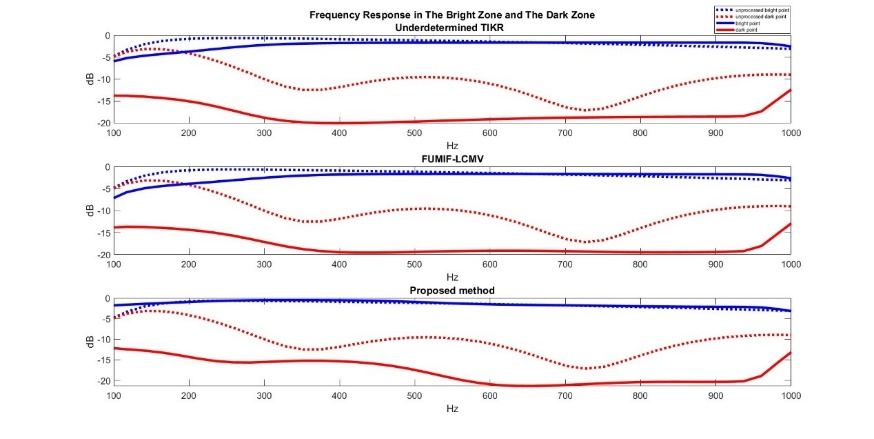 Frequency Response in The Bright Zone and The Dark Zone
Underdetermined TIKR
unprocessed bright point
unprocessed dark point
bright point
dark point
0
-5
-10
-15
-20
dB
100 200 300 400 500 600 700 800 900 1000
Hz
FUMIF-LCMV
0
-5
-10
-15
-20
dB
100 200 300 400 500 600 700 800 900 1000
Hz
Proposed method
0
-5
-10
-15
-20
dB
100 200 300 400 500 600 700 800 900 1000
Hz